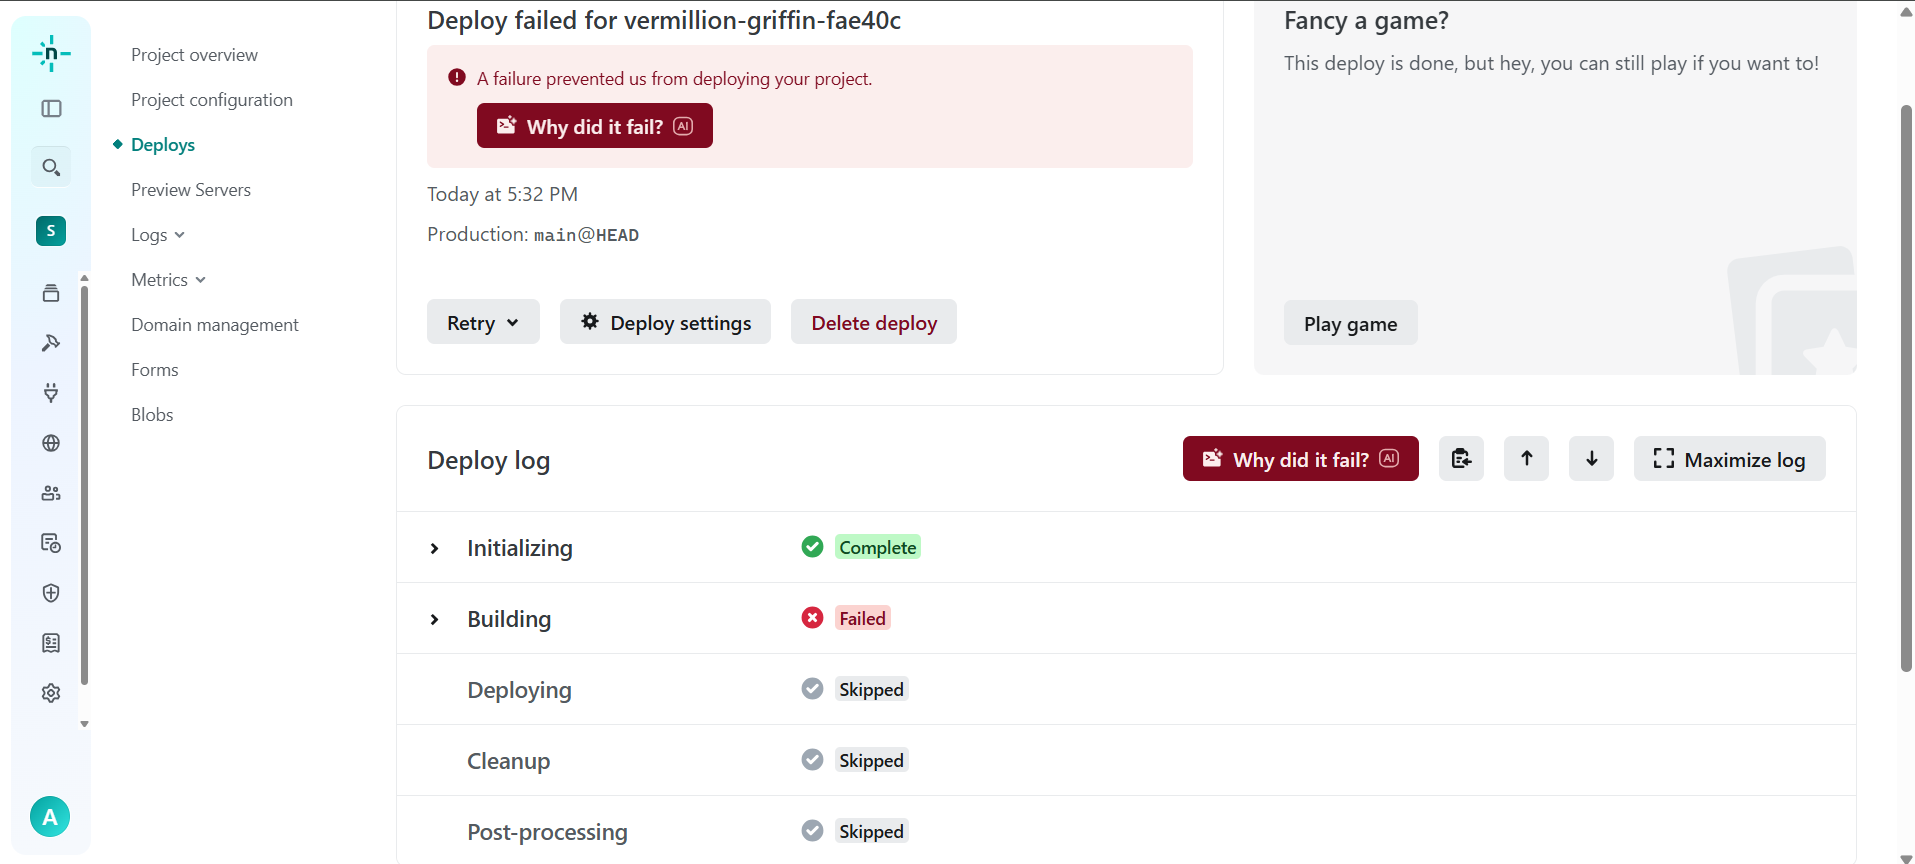 n
S
A
Project overview
Project configuration
Deploys
Preview Servers
Logs
Metrics
Domain management
Forms
Blobs
Deploy failed for vermillion-griffin-fae40c
A failure prevented us from deploying your project.
Why did it fail? AI
Today at 5:32 PM
Production: main@HEAD
Retry
Deploy settings
Delete deploy
Fancy a game?
This deploy is done, but hey, you can still play if you want to!
Play game
Deploy log
Why did it fail? AI
Maximize log
Initializing Complete
Building Failed
Deploying Skipped
Cleanup Skipped
Post-processing Skipped